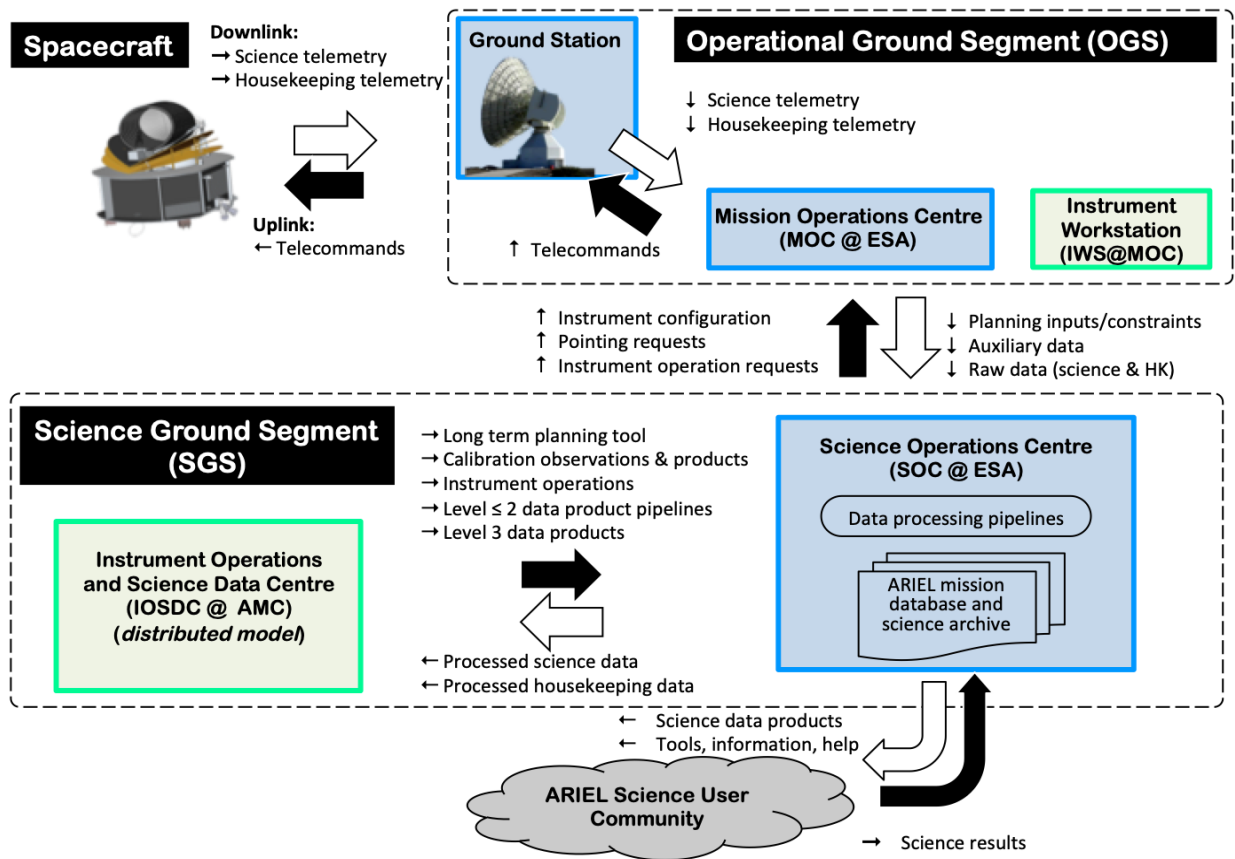 Spacecraft
Downlink:
→ Science telemetry
→ Housekeeping telemetry
Uplink:
← Telecommands
Ground Station
Operational Ground Segment (OGS)
↓ Science telemetry
↓ Housekeeping telemetry
↑ Telecommands
Mission Operations Centre
(MOC @ ESA)
Instrument
Workstation
(IWS@MOC)
↑ Instrument configuration
↑ Pointing requests
↑ Instrument operation requests
↓ Planning inputs/constraints
↓ Auxiliary data
↓ Raw data (science & HK)
Science Ground Segment
(SGS)
Instrument Operations
and Science Data Centre
(IOSDC @ AMC)
(distributed model)
→ Long term planning tool
→ Calibration observations & products
→ Instrument operations
→ Level ≤ 2 data product pipelines
→ Level 3 data products
← Processed science data
← Processed housekeeping data
Science Operations Centre
(SOC @ ESA)
Data processing pipelines
ARIEL mission
database and
science archive
← Science data products
← Tools, information, help
ARIEL Science User
Community
→ Science results